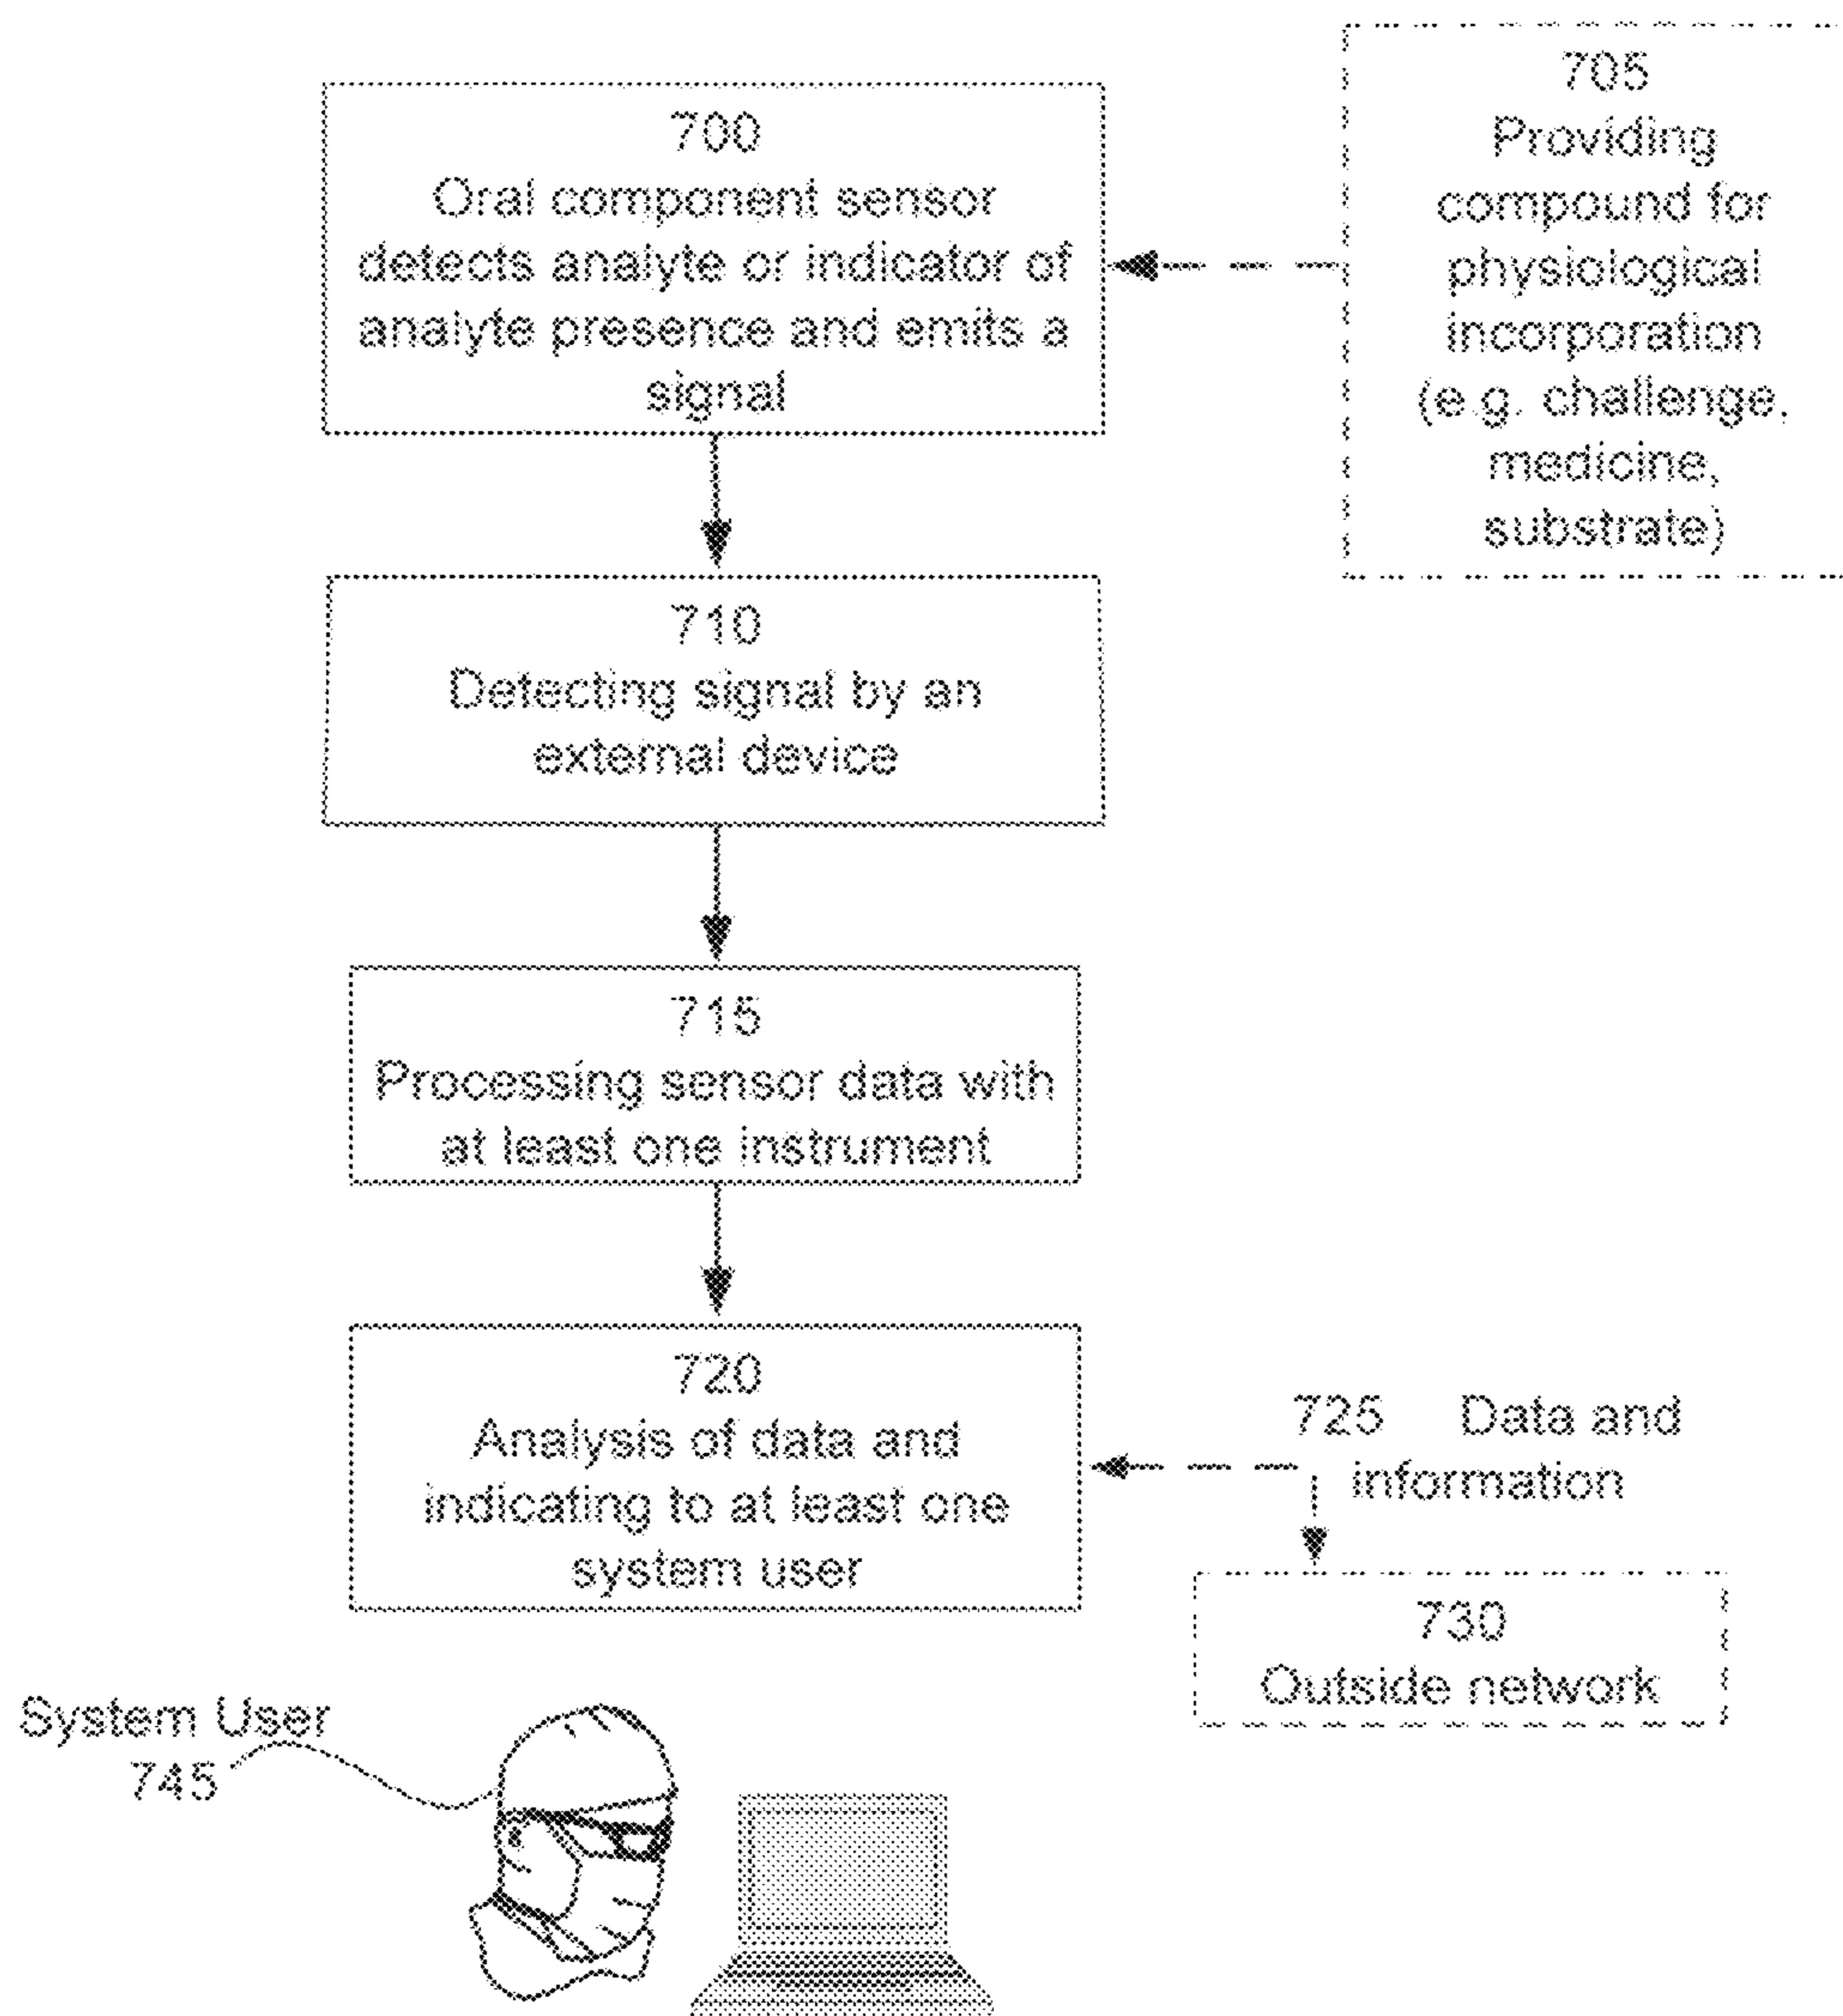 700
Oral component sensor
detects analyte or indicator of
analyte presence and emits a
signal
705
Providing
compound for
physiological
incorporation
(e.g. challenge,
medicine,
substrate)
710
Detecting signal by an
external device
715
Processing sensor data with
at least one instrument
720
Analysis of data and
indicating to at least one
system user
725 Data and
information
730
Outside network
System User
745